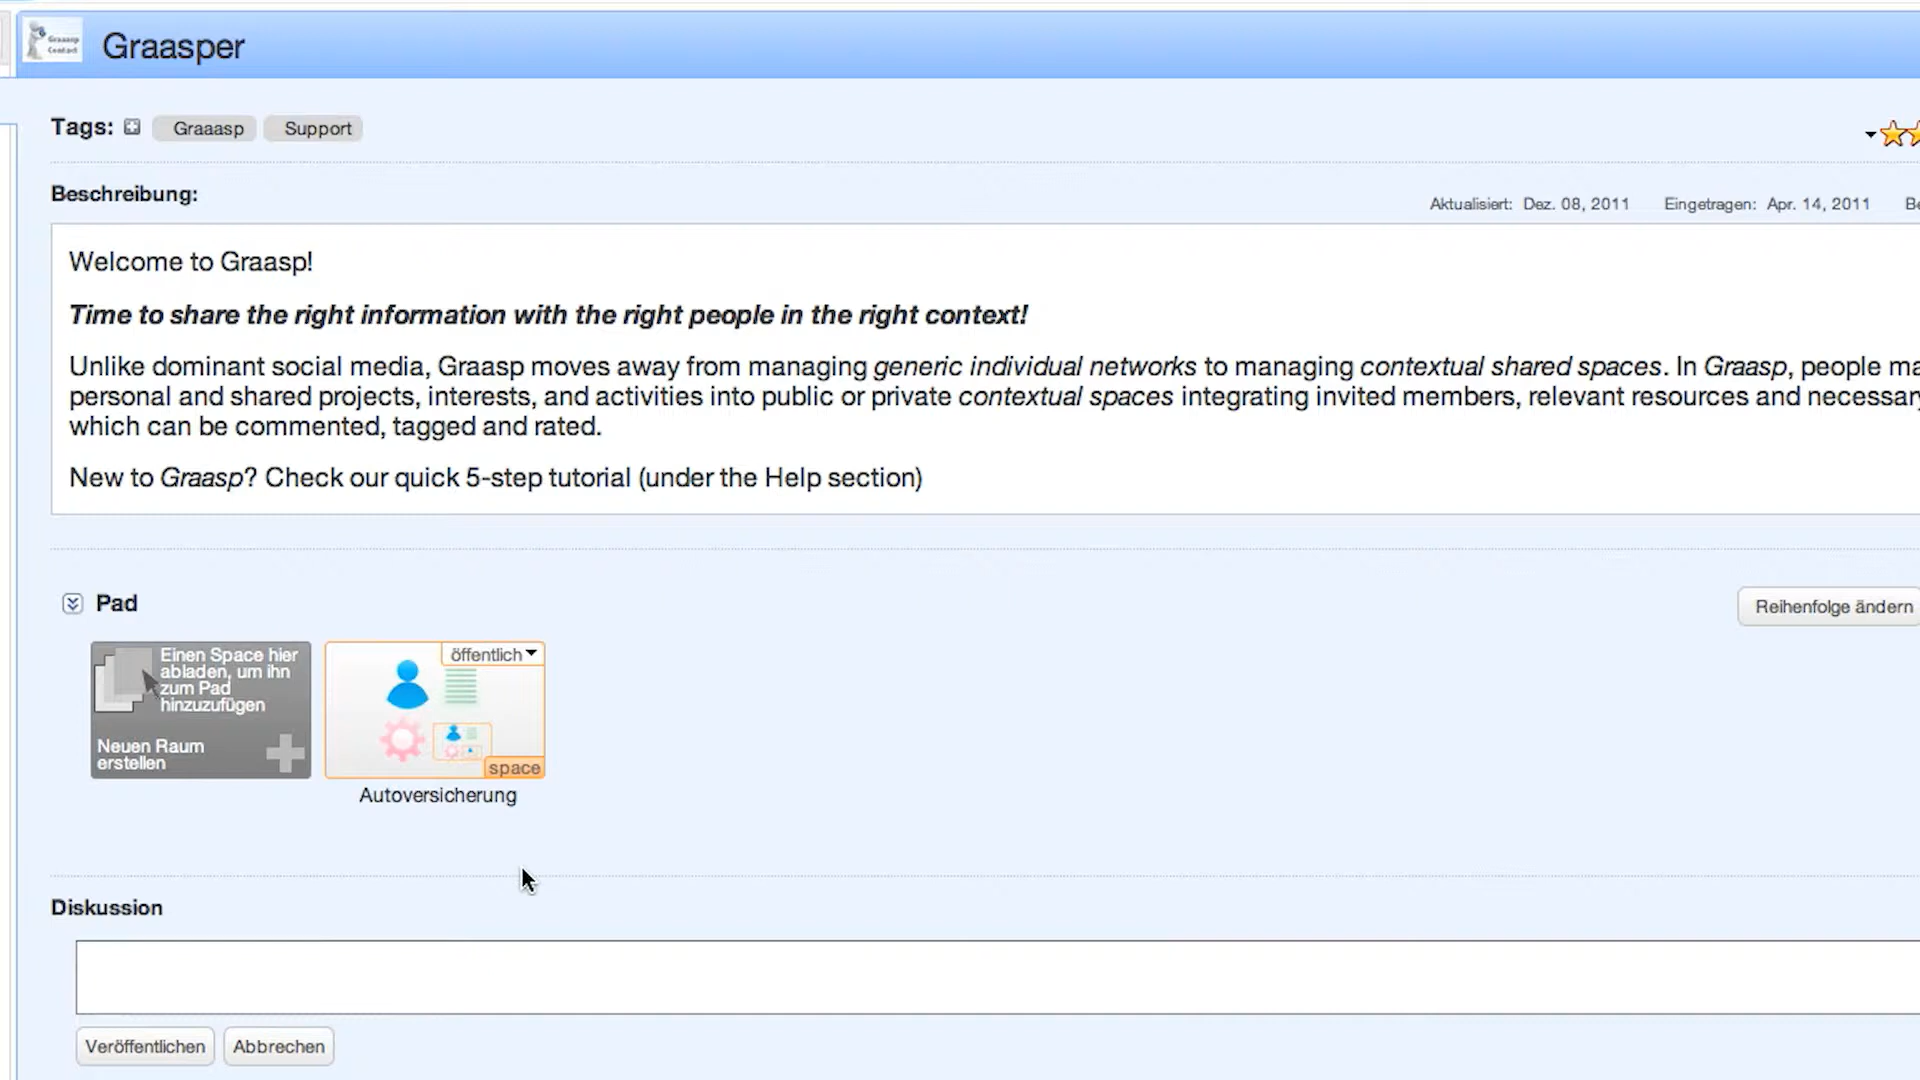 Graaasp
Contact
Graasper
Tags: Graaasp Support
Beschreibung:
Aktualisiert: Dez. 08, 2011 Eingetragen: Apr. 14, 2011
Welcome to Graasp!
Time to share the right information with the right people in the right context!
Unlike dominant social media, Graasp moves away from managing generic individual networks to managing contextual shared spaces. In Graasp, people
personal and shared projects, interests, and activities into public or private contextual spaces integrating invited members, relevant resources and
which can be commented, tagged and rated.
New to Graasp? Check our quick 5-step tutorial (under the Help section)
Pad
Reihenfolge ändern
Einen Space hier
abladen, um ihn
zum Pad
hinzuzufügen
Neuen Raum
erstellen
öffentlich
space
Autoversicherung
Diskussion
Veröffentlichen Abbrechen